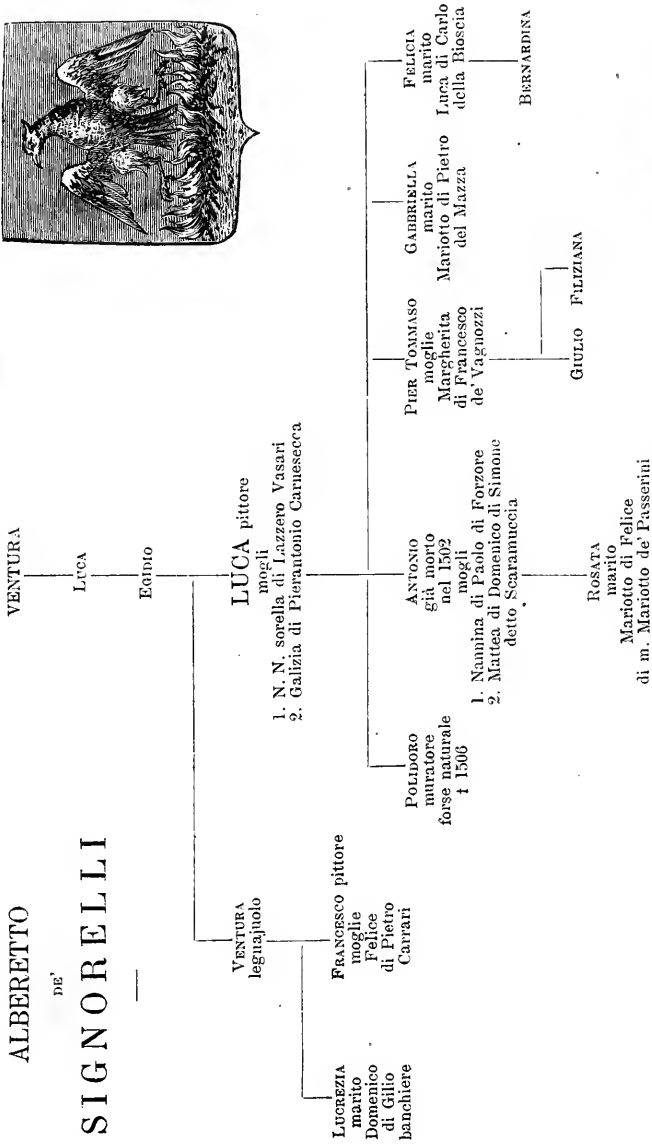 ALBERETTO
DE'
SIGNORELLI
VENTURA
LUCA
EGIDIO
VENTURA
legnajuolo
LUCA pittore
mogli
1. N. N. sorella di Lazzero Vasari
2. Galizia di Pierantonio Carnesecca
LUCREZIA
marito
Domenico
di Gilio
banchiere
FRANCESCO pittore
moglie
Felice
di Pietro
Carrari
POLIDORO
muratore
forse naturale
† 1506
ANTONIO
già morto
nel 1502
mogli
1. Nannina di Paolo di Forzore
2. Mattea di Domenico di Simone
detto Scaramuccia
PIER TOMMASO
moglie
Margherita
di Francesco
de' Vagnozzi
GABBRIELLA
marito
Mariotto di Pietro
del Mazza
FELICIA
marito
Luca di Carlo
della Bioscia
ROSATA
marito
Mariotto di Felice
di m. Mariotto de' Passerini
GIULIO FILIZIANA
BERNARDINA